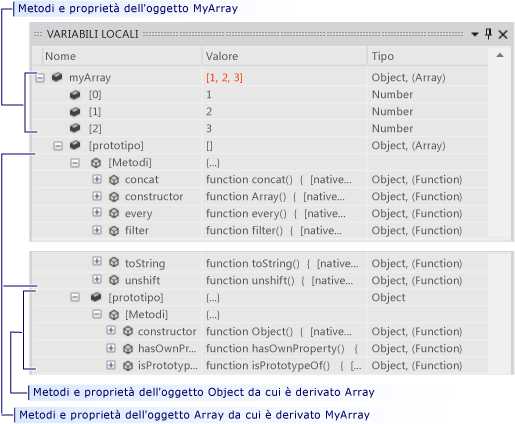 Metodi e proprietà dell'oggetto MyArray
VARIABILI LOCALI
Nome Valore Tipo
myArray [1, 2, 3] Object, (Array)
[0] 1 Number
[1] 2 Number
[2] 3 Number
[prototipo] [] Object, (Array)
[Metodi] (...)
concat function concat() { [native... Object, (Function)
constructor function Array() { [native... Object, (Function)
every function every() { [native... Object, (Function)
filter function filter() { [native... Object, (Function)
toString function toString() { [native... Object, (Function)
unshift function unshift() { [native... Object, (Function)
[prototipo] (...) Object
[Metodi] (...)
constructor function Object() { [native... Object, (Function)
hasOwnPr... function hasOwnProperty() { Object, (Function)
isPrototyp... function isPrototypeOf() { [... Object, (Function)
Metodi e proprietà dell'oggetto Object da cui è derivato Array
Metodi e proprietà dell'oggetto Array da cui è derivato MyArray